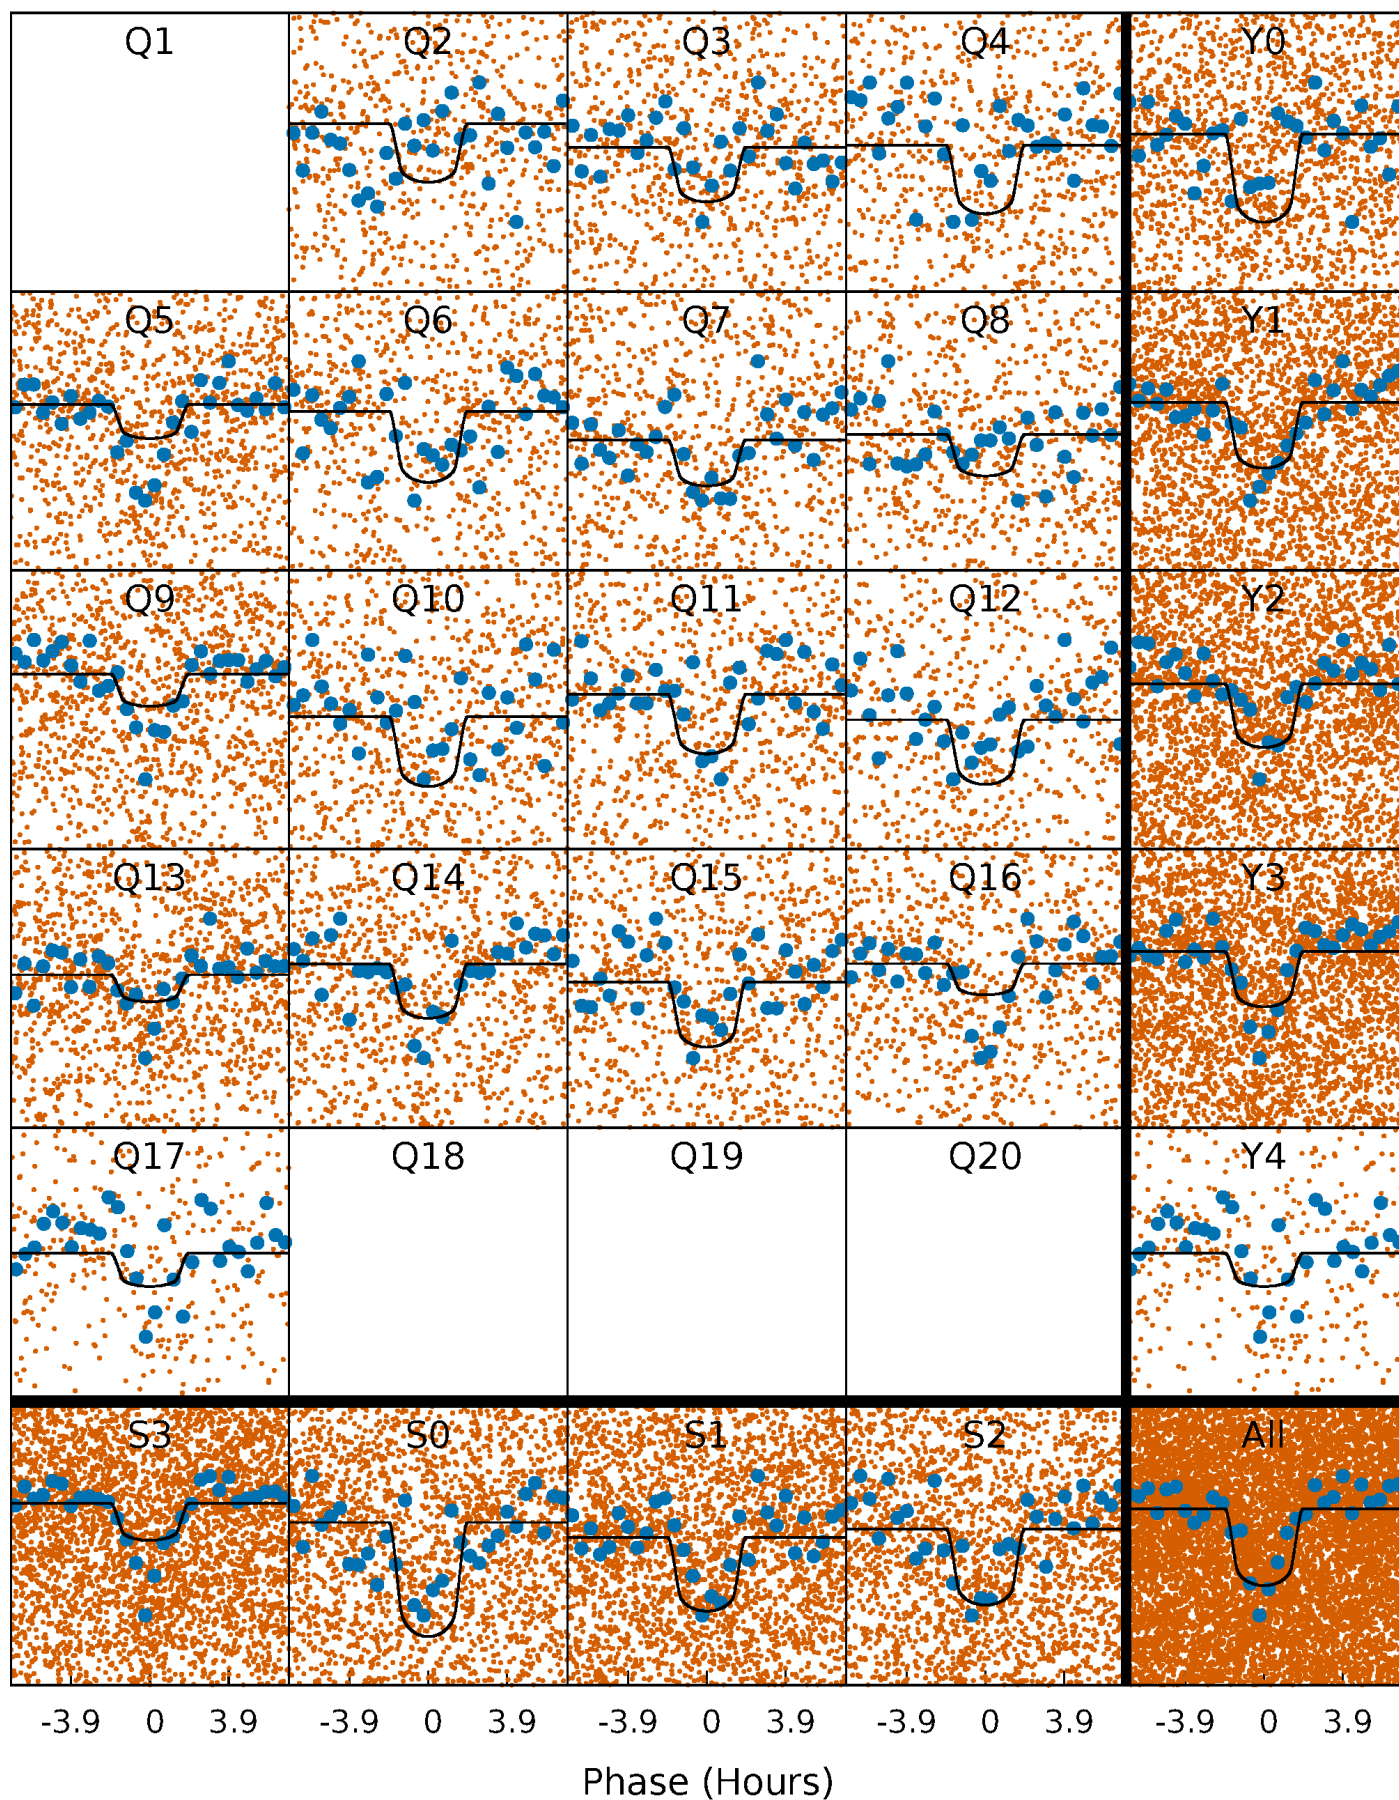 Q1 Q2 Q3 Q4 Y0
Q5 Q6 Q7 Q8 Y1
Q9 Q10 Q11 Q12 Y2
Q13 Q14 Q15 Q16 Y3
Q17 Q18 Q19 Q20 Y4
S3 S0 S1 S2 All
-3.9 0 3.9 -3.9 0 3.9 -3.9 0 3.9 -3.9 0 3.9 -3.9 0 3.9
Phase (Hours)